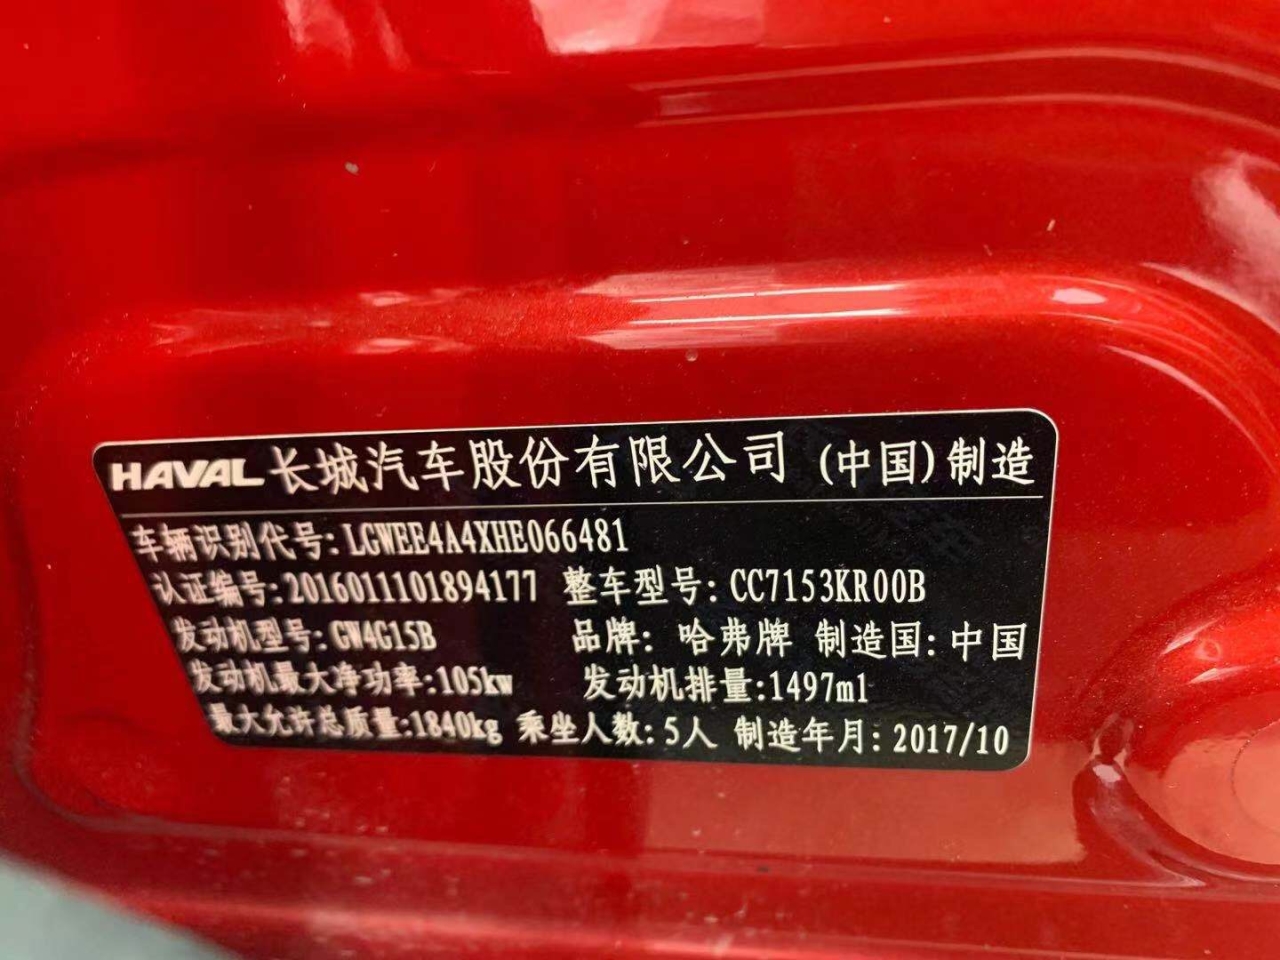 HAVAL 长城汽车股份有限公司 (中国)制造
车辆识别代号: LGWEE4A4XHE066481
认证编号: 2016011101894177 整车型号: CC7153KR00B
发动机型号: GW4G15B 品牌: 哈弗牌 制造国: 中国
发动机最大净功率:105kw 发动机排量:1497ml
最大允许总质量:1840kg 乘坐人数: 5人 制造年月: 2017/10